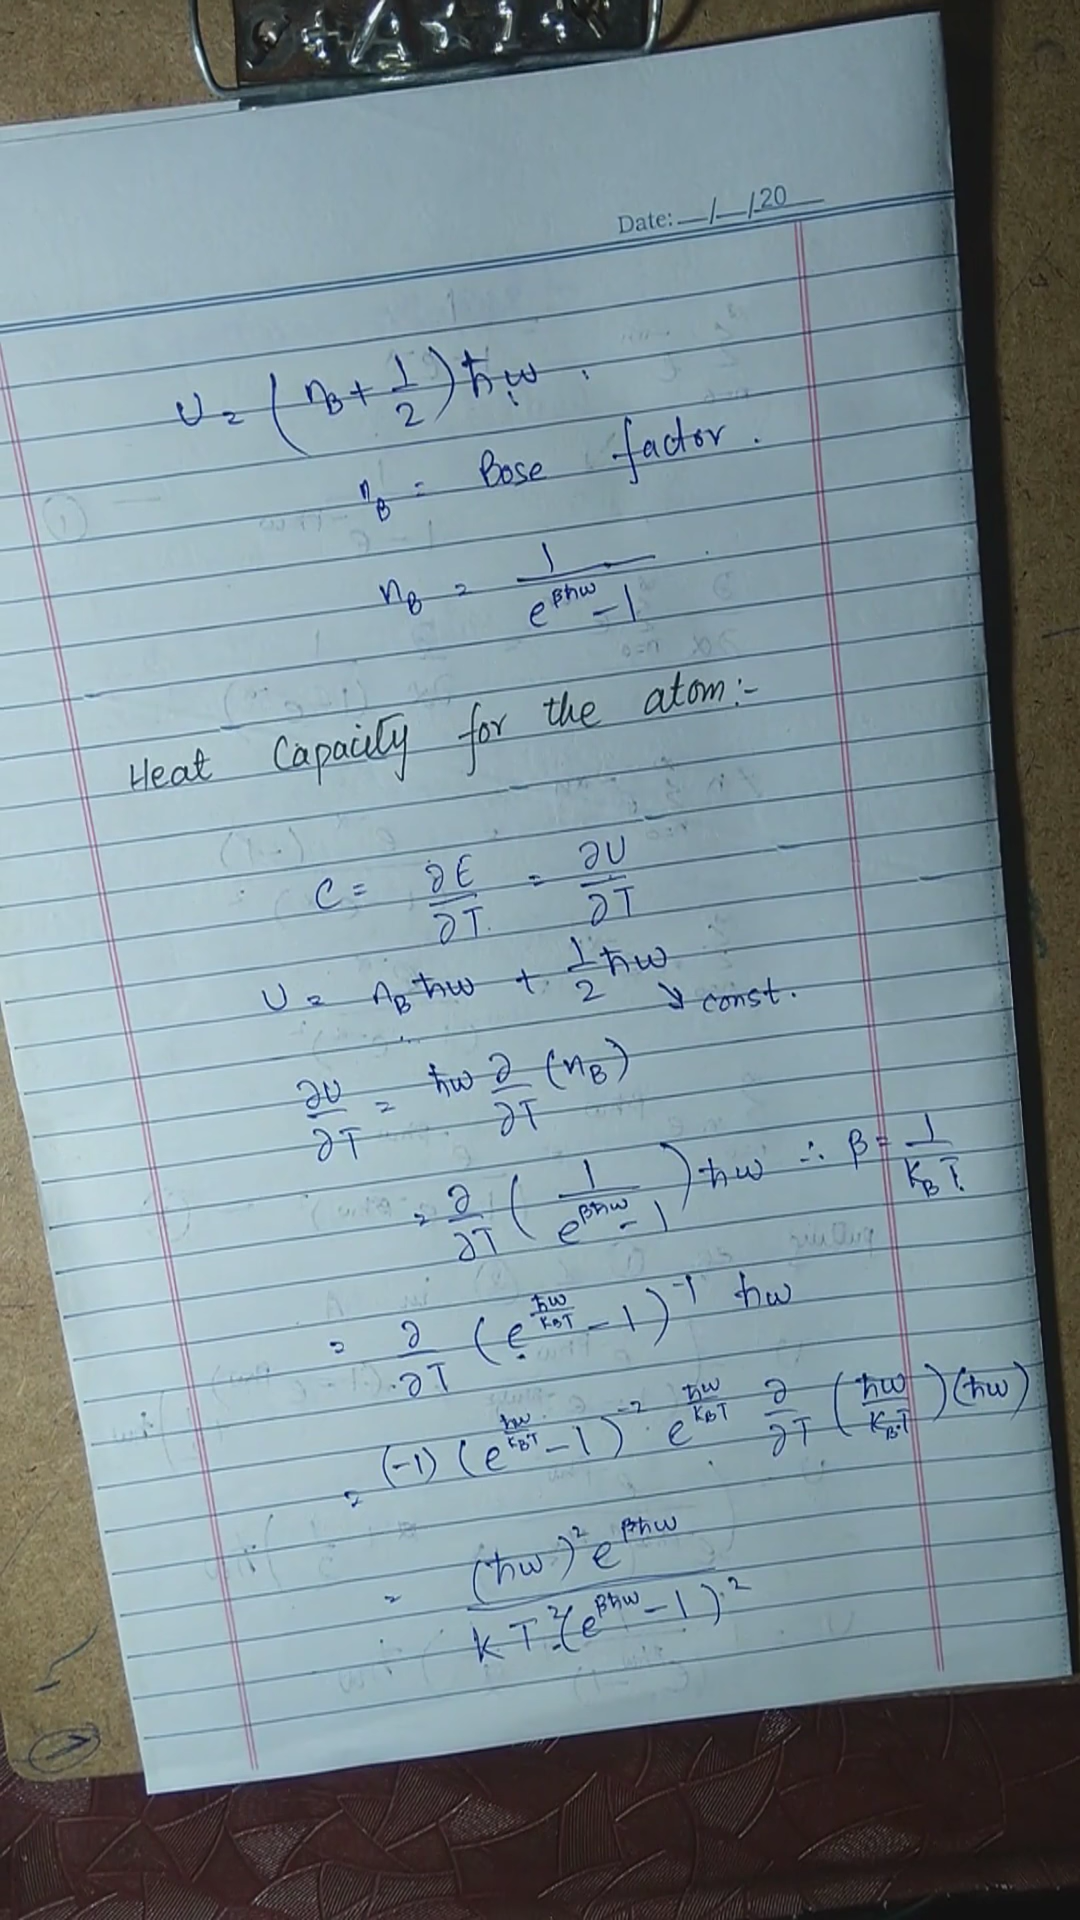 Date: __/__/20__
U = (n_B + 1/2) ħω.
n_B = Bose factor.
n_B = 1/(e^{βħω} - 1)
Heat Capacity for the atom:-
C = ∂E/∂T = ∂U/∂T
U = n_B ħω + 1/2 ħω
↘ const.
∂U/∂T = ħω ∂/∂T (n_B)
= ∂/∂T (1/(e^{βħω} - 1)) ħω ∴ β = 1/(K_B T)
= ∂/∂T (e^{ħω/K_BT} - 1)^{-1} ħω
= (-1) (e^{ħω/K_BT} - 1)^{-2} · e^{ħω/K_BT} ∂/∂T (ħω/K_BT) (ħω)
= (ħω)^2 e^{βħω} / (K T^2 (e^{βħω} - 1)^2)